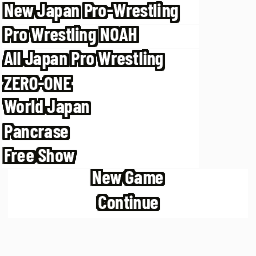 New Japan Pro-Wrestling
Pro Wrestling NOAH
All Japan Pro Wrestling
ZERO-ONE
World Japan
Pancrase
Free Show
New Game
Continue